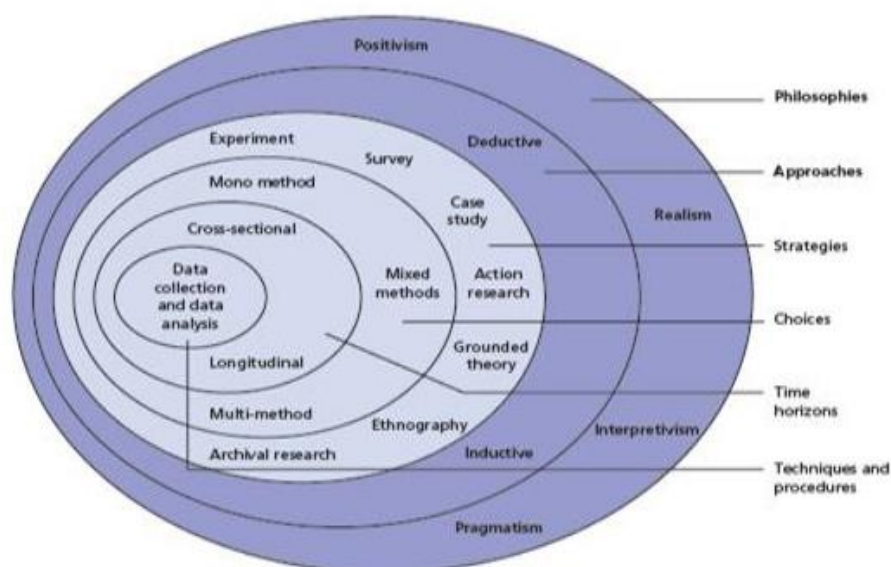 Positivism
Philosophies
Experiment
Deductive
Survey
Approaches
Mono method
Case
study
Realism
Cross-sectional
Strategies
Data
collection
and data
analysis
Mixed
methods
Action
research
Choices
Grounded
theory
Longitudinal
Time
horizons
Multi-method
Ethnography
Interpretivism
Archival research
Inductive
Techniques and
procedures
Pragmatism